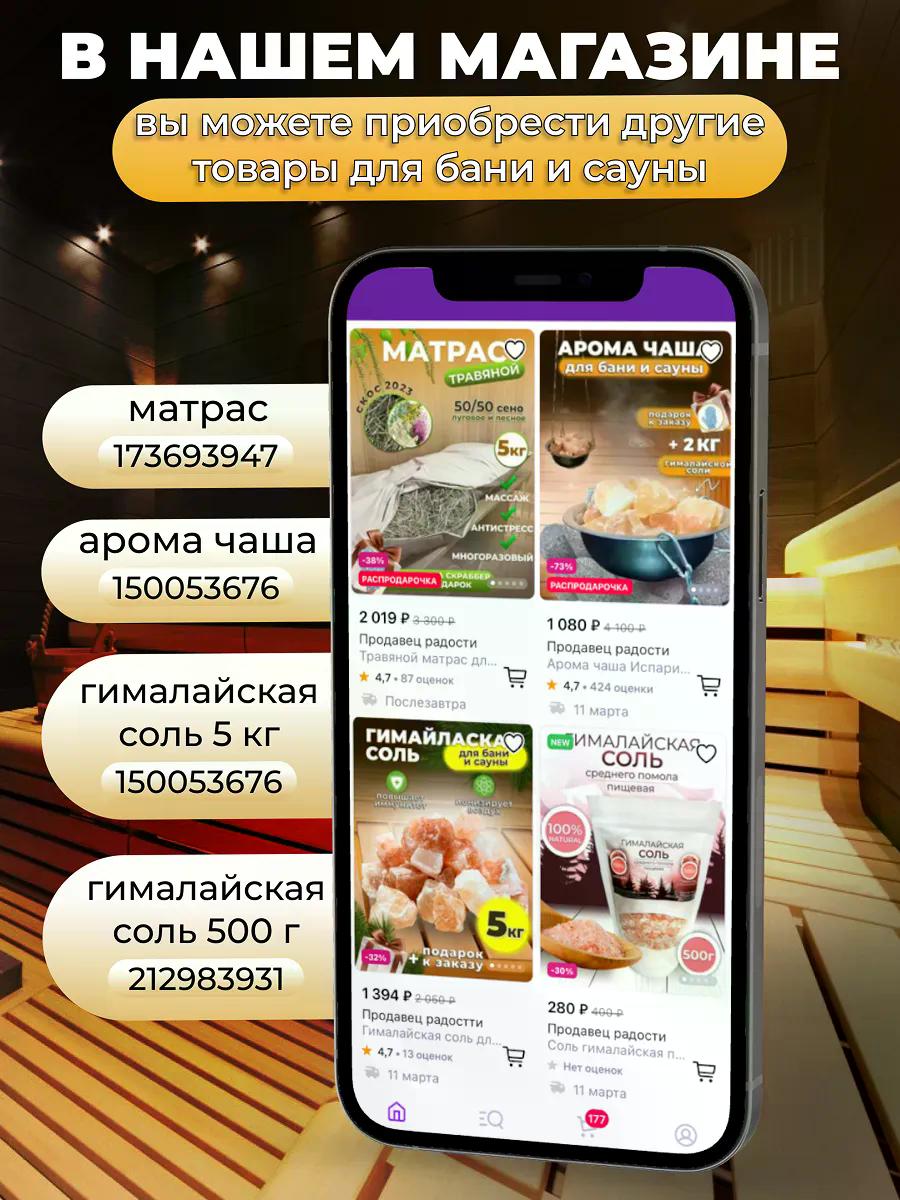 В НАШЕМ МАГАЗИНЕ
вы можете приобрести другие
товары для бани и сауны
матрас
173693947
арома чаша
150053676
гималайская
соль 5 кг
150053676
гималайская
соль 500 г
212983931
МАТРАС
ТРАВЯНОЙ
СКОС 2023
50/50 сено
луговое и лесное
5кг
МАССАЖ
АНТИСТРЕСС
МНОГОРАЗОВЫЙ
-38%
РАСПРОДАРОЧКА
СКРАББЕР
ДАРОК
2 019 ₽ 3 300 ₽
Продавец радости
Травяной матрас дл...
4,7 • 87 оценок
Послезавтра
АРОМА ЧАША
для бани и сауны
подарок
к заказу
+ 2 КГ
гималайской
соли
-73%
РАСПРОДАРОЧКА
1 080 ₽ 4 100 ₽
Продавец радости
Арома чаша Испари...
4,7 • 424 оценки
11 марта
ГИМАЙЛАСКА
СОЛЬ
для бани
и сауны
повышает
иммунитет
ионизирует
воздух
5кг
-32%
+ подарок
к заказу
1 394 ₽ 2 050 ₽
Продавец радостти
Гималайская соль дл...
4,7 • 13 оценок
11 марта
NEW
ГИМАЛАЙСКАЯ
СОЛЬ
среднего помола
пищевая
100%
NATURAL
ГИМАЛАЙСКАЯ
СОЛЬ
500г
-30%
280 ₽ 400 ₽
Продавец радости
Соль гималайская п...
Нет оценок
11 марта
177